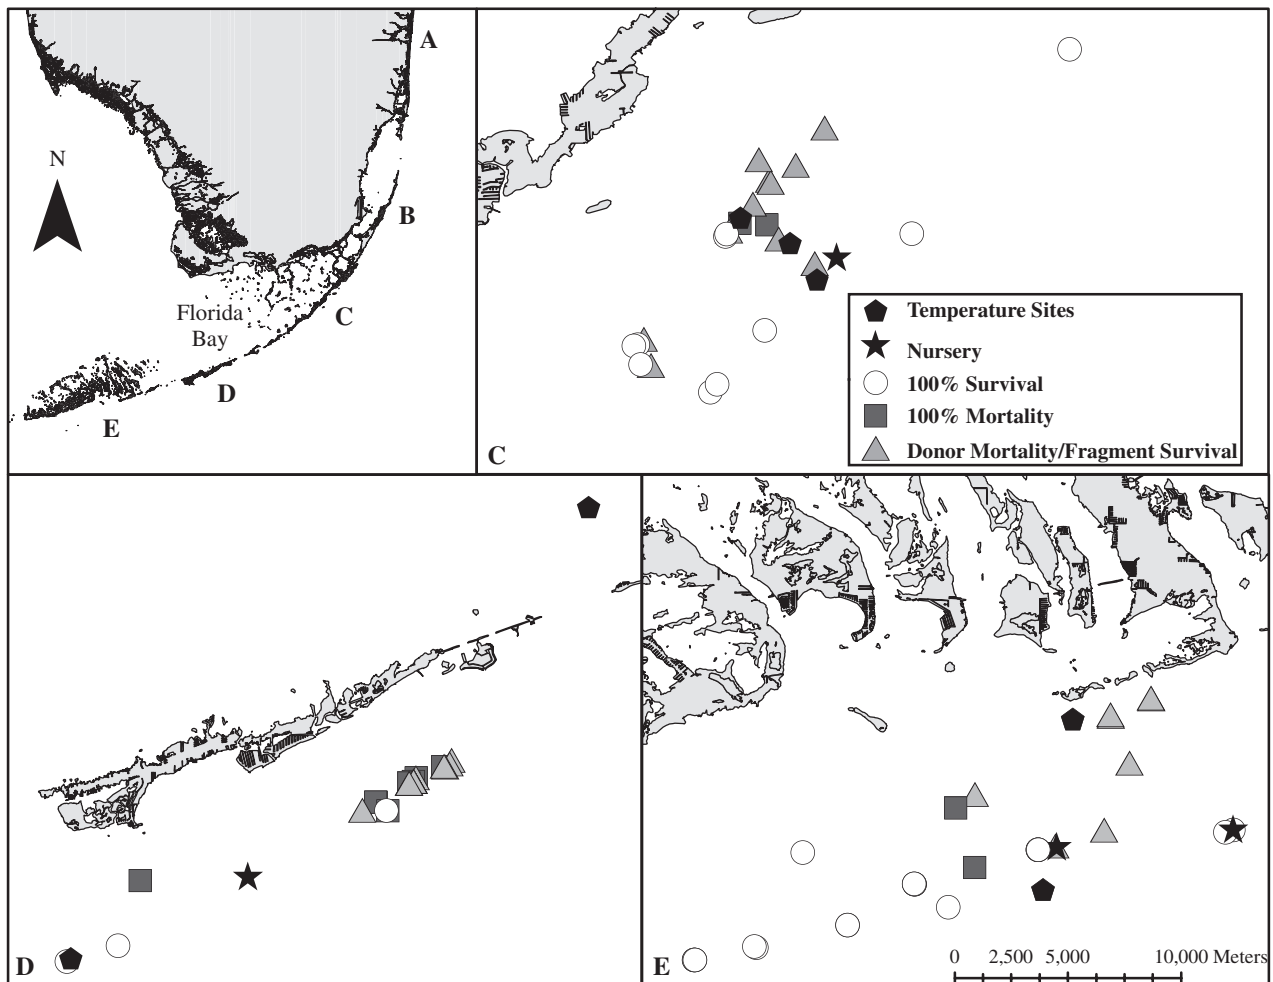 A
N
B
Florida
Bay
C
D
E
Temperature Sites
Nursery
100% Survival
100% Mortality
Donor Mortality/Fragment Survival
C
D
E
0 2,500 5,000 10,000 Meters